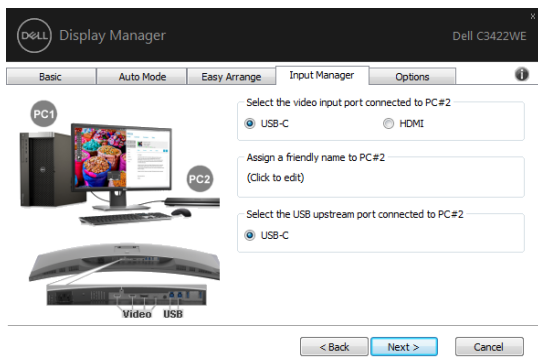 x
DELL Display Manager
Dell C3422WE
Basic Auto Mode Easy Arrange Input Manager Options i
PC1
PC2
Video USB
Select the video input port connected to PC#2
USB-C HDMI
Assign a friendly name to PC#2
(Click to edit)
Select the USB upstream port connected to PC#2
USB-C
< Back Next > Cancel